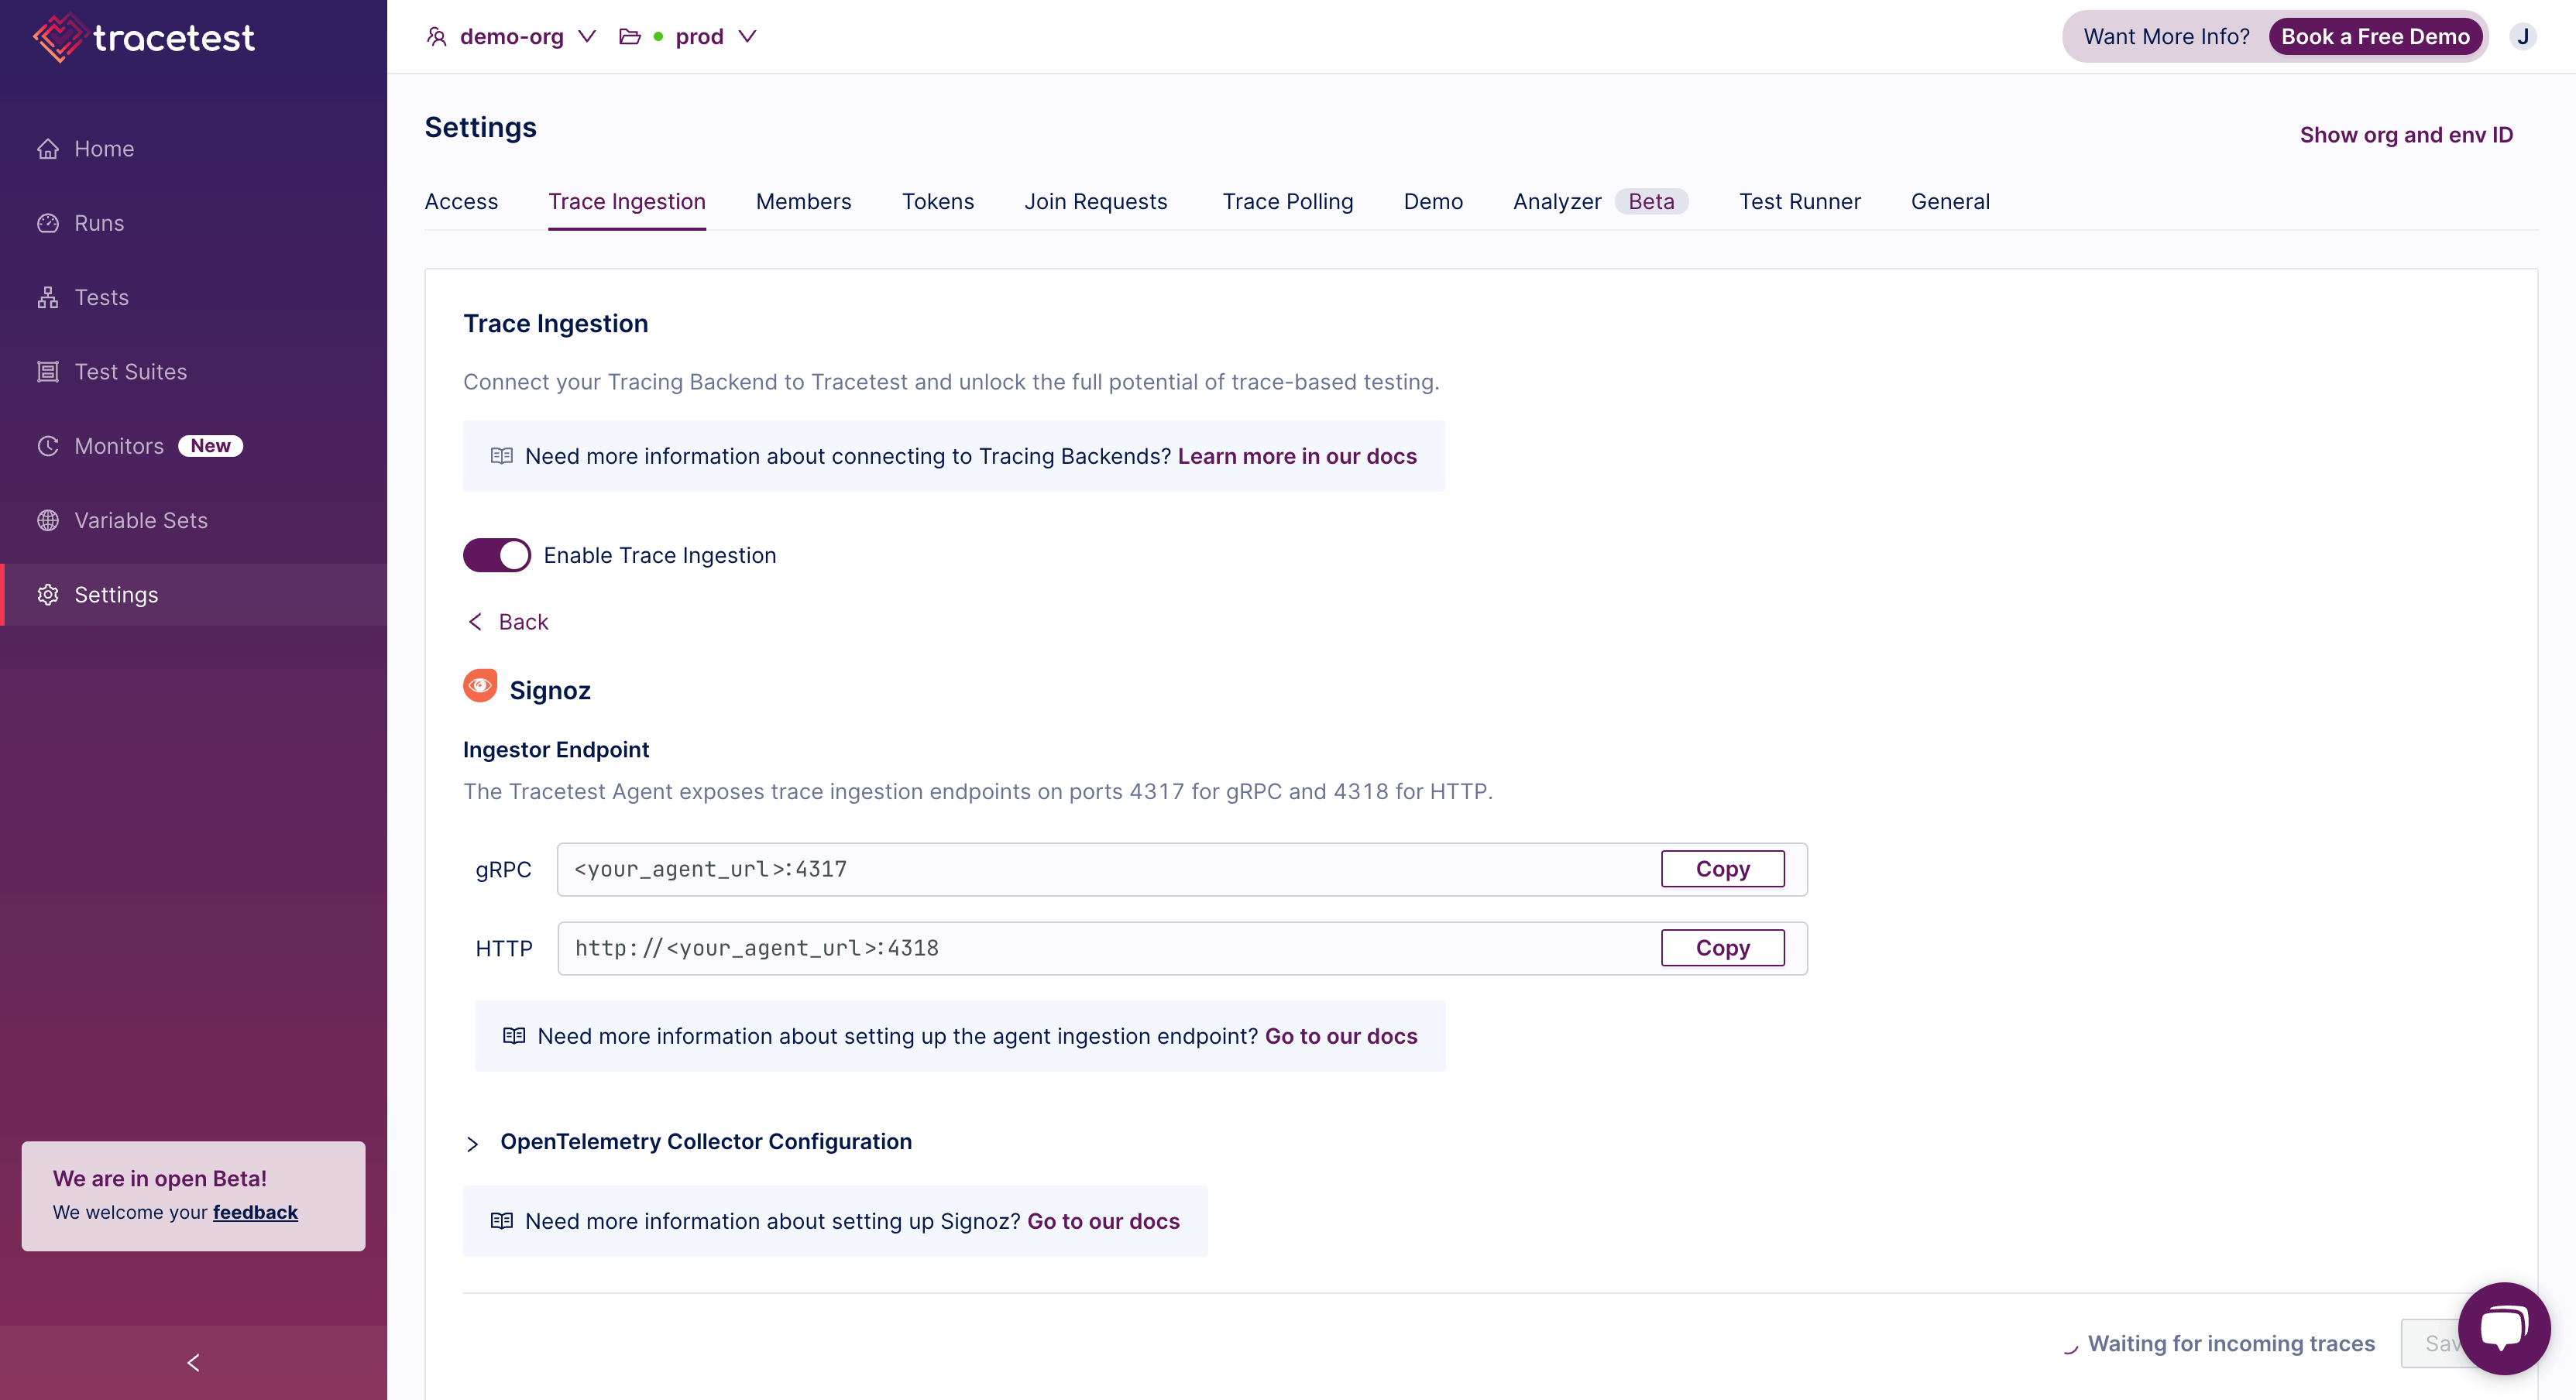 tracetest
demo-org
prod
Want More Info?
Book a Free Demo
J
Home
Runs
Tests
Test Suites
Monitors New
Variable Sets
Settings
We are in open Beta!
We welcome your feedback
Settings
Show org and env ID
Access
Trace Ingestion
Members
Tokens
Join Requests
Trace Polling
Demo
Analyzer Beta
Test Runner
General
Trace Ingestion
Connect your Tracing Backend to Tracetest and unlock the full potential of trace-based testing.
Need more information about connecting to Tracing Backends? Learn more in our docs
Enable Trace Ingestion
Back
Signoz
Ingestor Endpoint
The Tracetest Agent exposes trace ingestion endpoints on ports 4317 for gRPC and 4318 for HTTP.
gRPC <your_agent_url>:4317 Copy
HTTP http://<your_agent_url>:4318 Copy
Need more information about setting up the agent ingestion endpoint? Go to our docs
OpenTelemetry Collector Configuration
Need more information about setting up Signoz? Go to our docs
Waiting for incoming traces